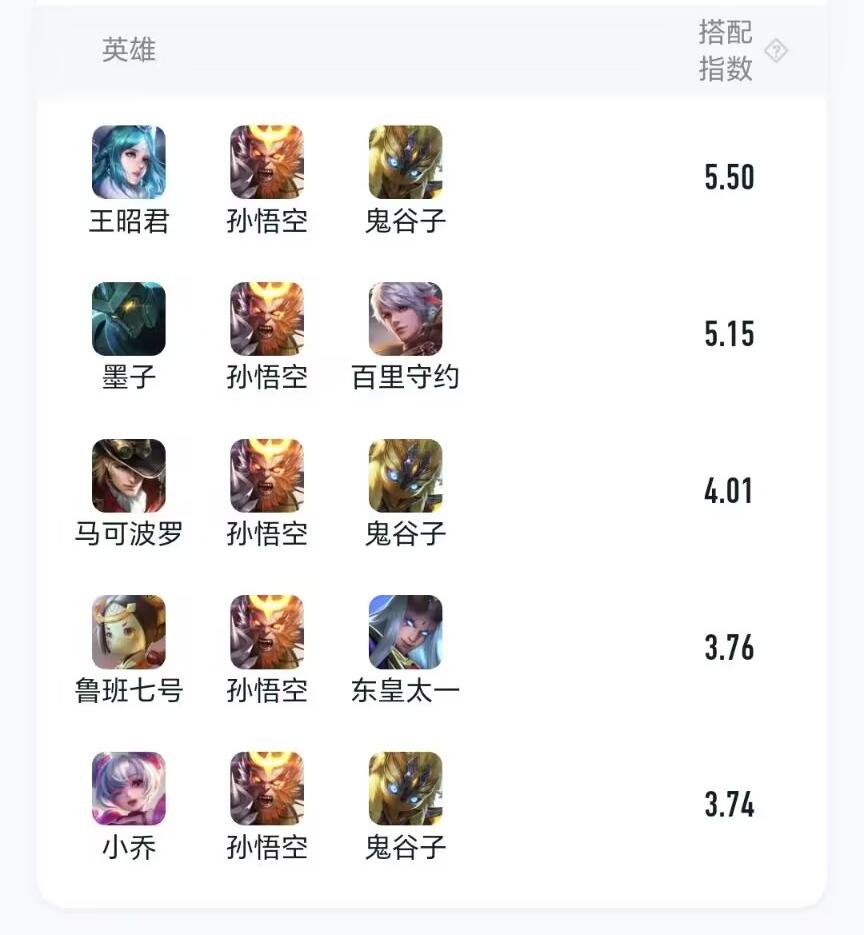 英雄
搭配
指数
?
王昭君 孙悟空 鬼谷子
5.50
墨子 孙悟空 百里守约
5.15
马可波罗 孙悟空 鬼谷子
4.01
鲁班七号 孙悟空 东皇太一
3.76
小乔 孙悟空 鬼谷子
3.74